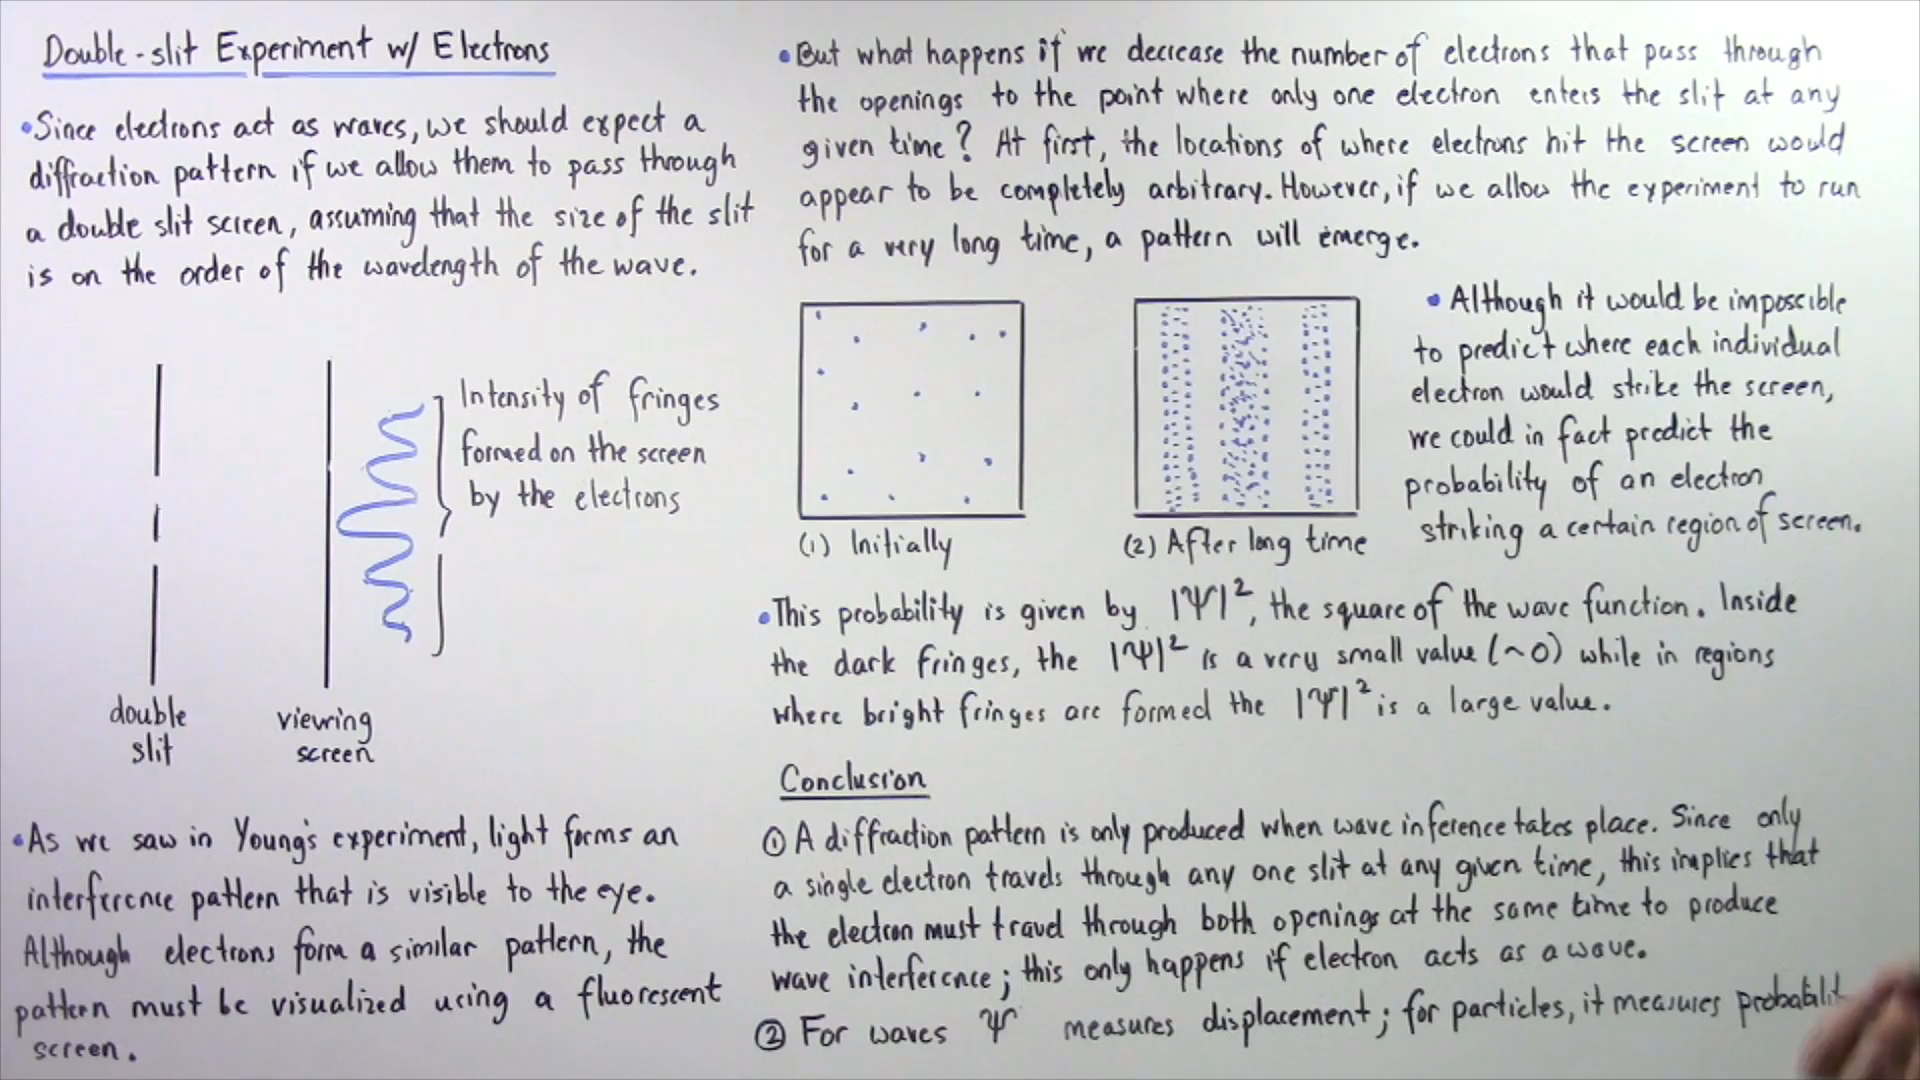 Double-slit Experiment w/ Electrons
•Since electrons act as waves, we should expect a
diffraction pattern if we allow them to pass through
a double slit screen, assuming that the size of the slit
is on the order of the wavelength of the wave.
Intensity of fringes
formed on the screen
by the electrons
double
slit
viewing
screen
•As we saw in Young's experiment, light forms an
interference pattern that is visible to the eye.
Although electrons form a similar pattern, the
pattern must be visualized using a fluorescent
screen.
•But what happens if we decrease the number of electrons that pass through
the openings to the point where only one electron enters the slit at any
given time? At first, the locations of where electrons hit the screen would
appear to be completely arbitrary. However, if we allow the experiment to run
for a very long time, a pattern will emerge.
(1) Initially
(2) After long time
•Although it would be impossible
to predict where each individual
electron would strike the screen,
we could in fact predict the
probability of an electron
striking a certain region of screen.
•This probability is given by |Ψ|², the square of the wave function. Inside
the dark fringes, the |Ψ|² is a very small value (~0) while in regions
where bright fringes are formed the |Ψ|² is a large value.
Conclusion
① A diffraction pattern is only produced when wave inference takes place. Since only
a single electron travels through any one slit at any given time, this implies that
the electron must travel through both openings at the same time to produce
wave interference; this only happens if electron acts as a wave.
② For waves Ψ measures displacement; for particles, it measures probabilit